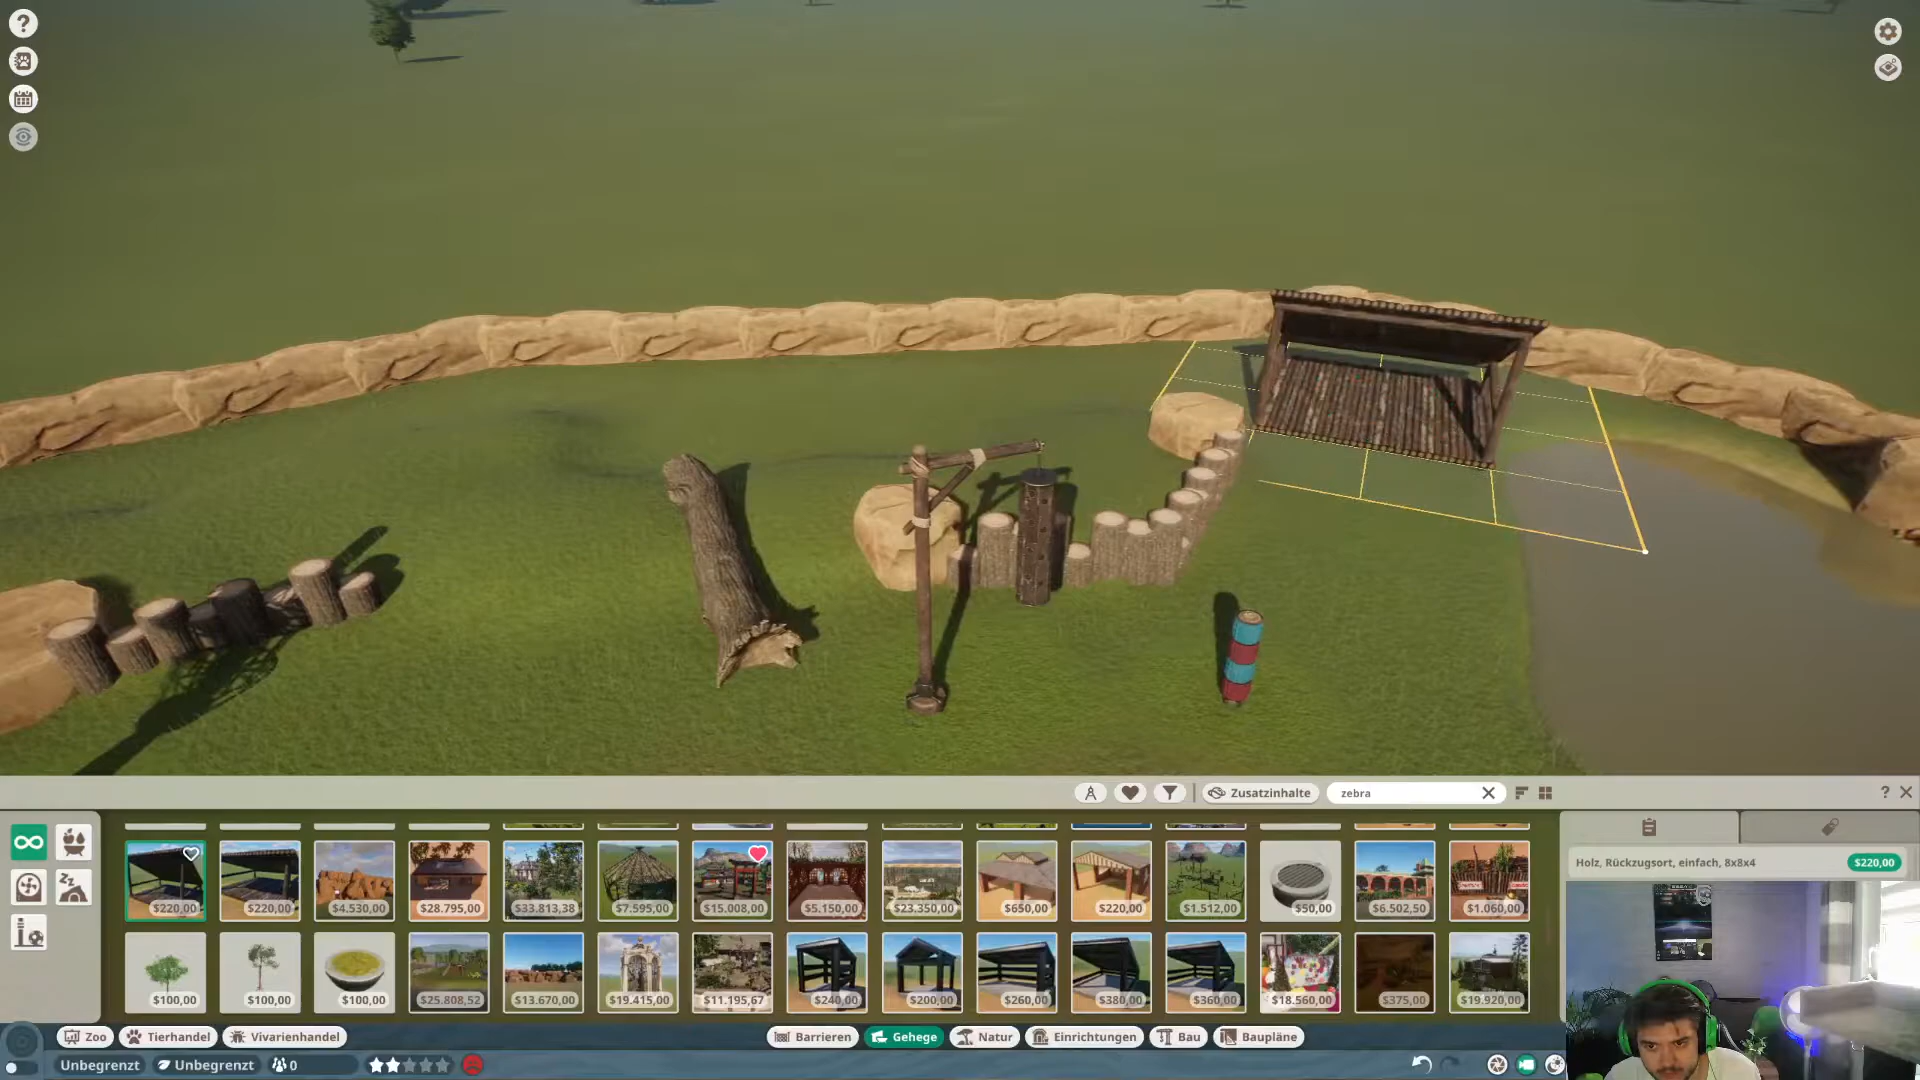 Zusatzinhalte
zebra
?
Holz, Rückzugsort, einfach, 8x8x4
$220,00
$220,00 $220,00 $4.530,00 $28.795,00 $33.813,38 $7.595,00 $15.008,00 $5.150,00 $23.350,00 $650,00 $220,00 $1.512,00 $50,00 $6.502,50 $1.060,00
$100,00 $100,00 $100,00 $25.808,52 $13.670,00 $19.415,00 $11.195,67 $240,00 $200,00 $260,00 $380,00 $360,00 $18.560,00 $375,00 $19.920,00
Zoo Tierhandel Vivarienhandel Barrieren Gehege Natur Einrichtungen Bau Baupläne
Unbegrenzt Unbegrenzt 0